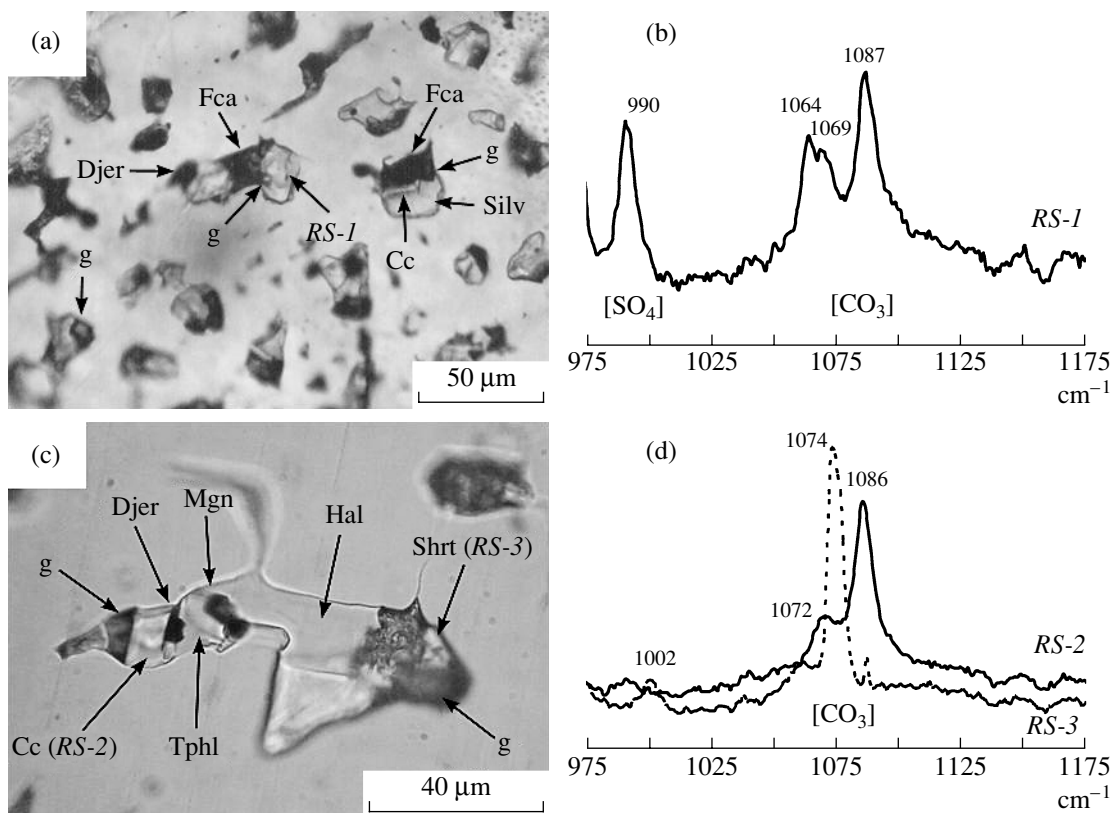 (a)
Fca
Fca
Djer
g
g
RS-1
Silv
Cc
g
50 µm
(b)
1087
990
1064
1069
RS-1
[SO4]
[CO3]
975 1025 1075 1125 1175
cm–1
(c)
Djer
Mgn
Hal
Shrt (RS-3)
g
Cc (RS-2)
Tphl
g
40 µm
(d)
1074
1086
1072
1002
RS-2
[CO3]
RS-3
975 1025 1075 1125 1175
cm–1